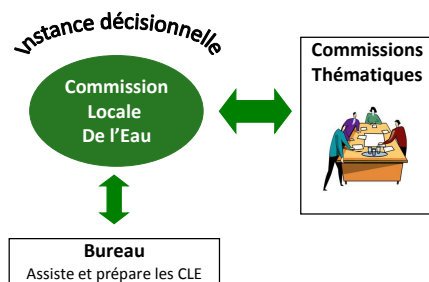 Instance décisionnelle
Commission
Locale
De l'Eau
Commissions
Thématiques
Bureau
Assiste et prépare les CLE